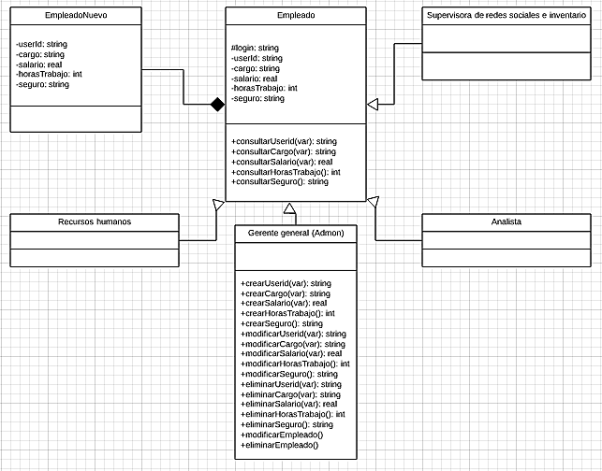 EmpleadoNuevo
-userId: string
-cargo: string
-salario: real
-horasTrabajo: int
-seguro: string
Empleado
#login: string
-userId: string
-cargo: string
-salario: real
-horasTrabajo: int
-seguro: string
+consultarUserid(var): string
+consultarCargo(var): string
+consultarSalario(var): real
+consultarHorasTrabajo(): int
+consultarSeguro(): string
Supervisora de redes sociales e inventario
Recursos humanos
Gerente general (Admon)
+crearUserid(var): string
+crearCargo(var): string
+crearSalario(var): real
+crearHorasTrabajo(): int
+crearSeguro(): string
+modificarUserid(var): string
+modificarCargo(var): string
+modificarSalario(var): real
+modificarHorasTrabajo(): int
+modificarSeguro(): string
+eliminarUserid(var): string
+eliminarCargo(var): string
+eliminarSalario(var): real
+eliminarHorasTrabajo(): int
+eliminarSeguro(): string
+modificarEmpleado()
+eliminarEmpleado()
Analista